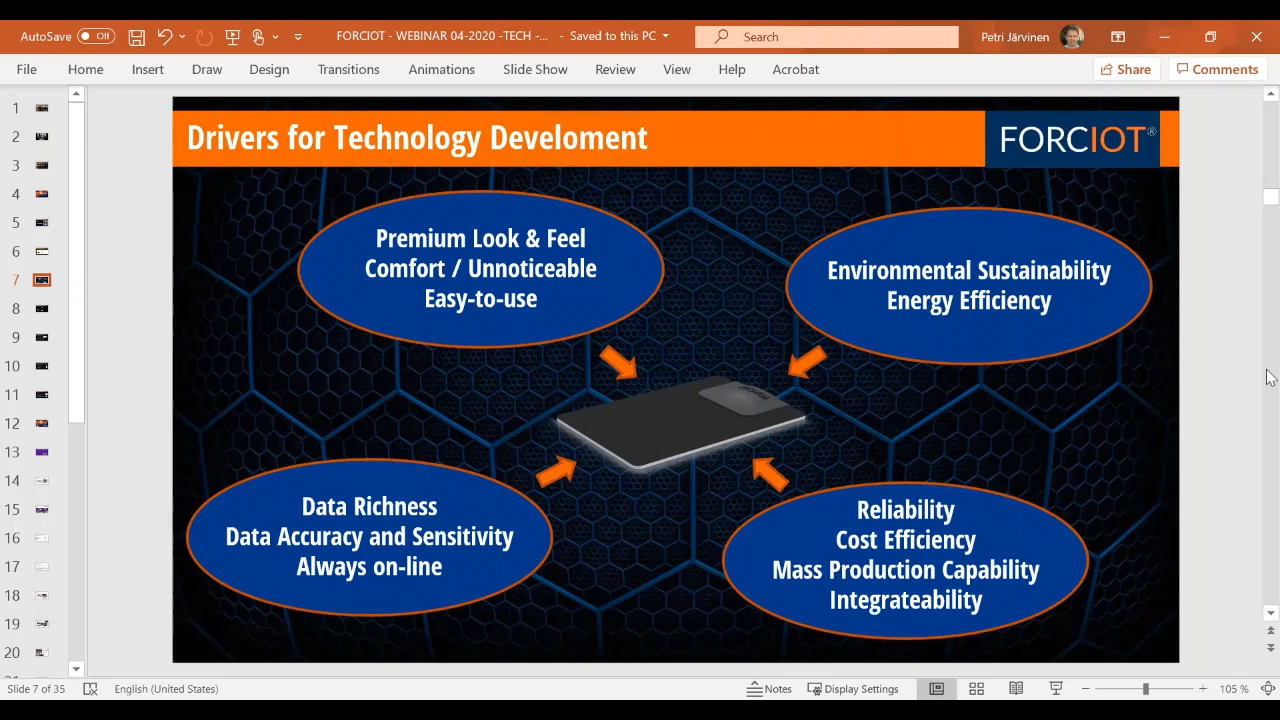 AutoSave Off FORCIOT - WEBINAR 04-2020 -TECH -... - Saved to this PC Search Petri Järvinen
File Home Insert Draw Design Transitions Animations Slide Show Review View Help Acrobat Share Comments
1
2
3
4
5
6
7
8
9
10
11
12
13
14
15
16
17
18
19
20
Drivers for Technology Develoment
FORCIOT®
Premium Look & Feel
Comfort / Unnoticeable
Easy-to-use
Environmental Sustainability
Energy Efficiency
Data Richness
Data Accuracy and Sensitivity
Always on-line
Reliability
Cost Efficiency
Mass Production Capability
Integrateability
Slide 7 of 35 English (United States) Notes Display Settings 105 %